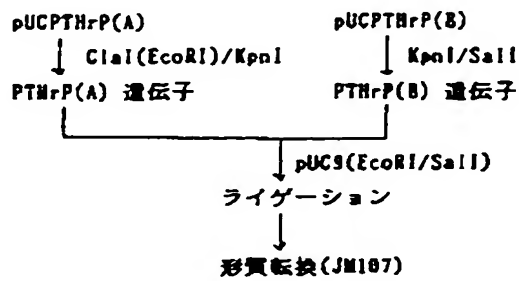 pUCPTHrP(A) pUCPTHrP(B)
ClaI(EcoRI)/KpnI KpnI/SalI
PTHrP(A) 遺伝子 PTHrP(B) 遺伝子
pUC9(EcoRI/SalI)
ライゲーション
形質転換(JM107)